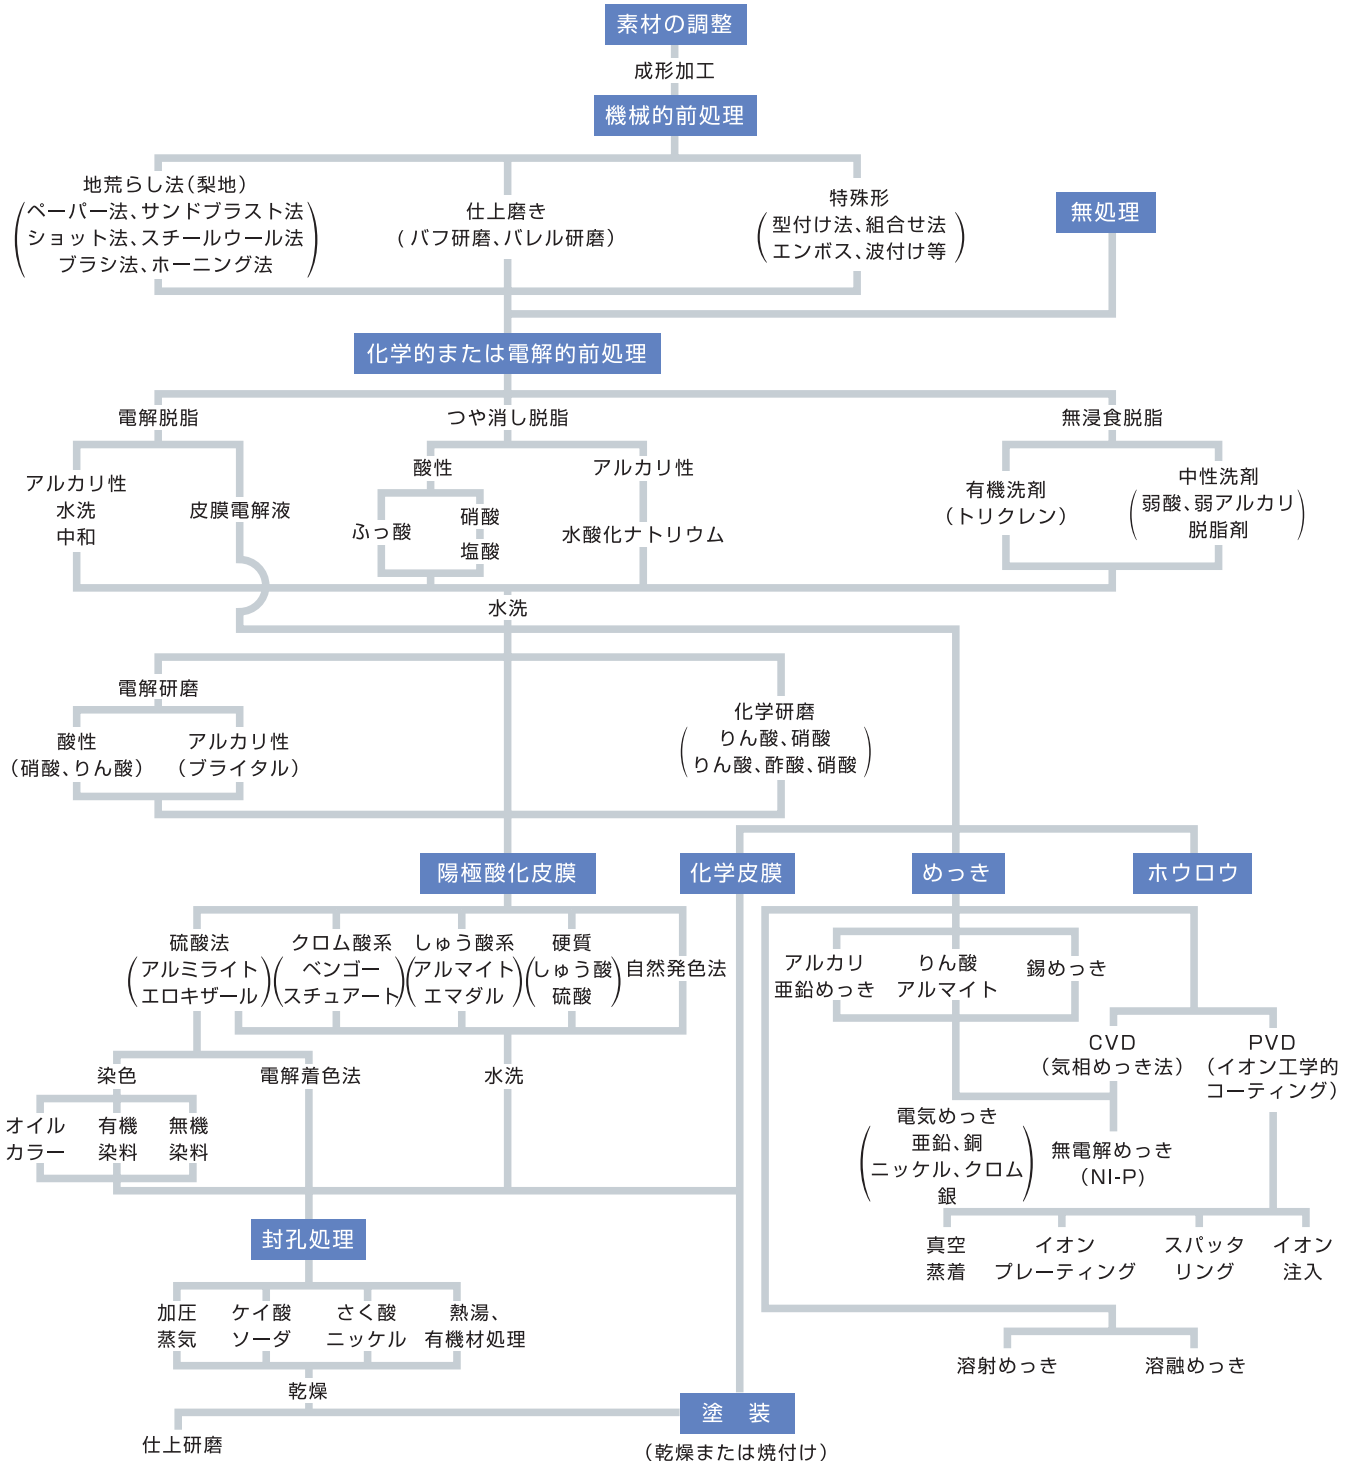 素材の調整
成形加工
機械的前処理
地荒らし法(梨地)
(ペーパー法、サンドブラスト法
ショット法、スチールウール法
ブラシ法、ホーニング法)
仕上磨き
(バフ研磨、バレル研磨)
特殊形
(型付け法、組合せ法
エンボス、波付け等)
無処理
化学的または電解的前処理
電解脱脂
つや消し脱脂
無浸食脱脂
アルカリ性
水洗
中和
皮膜電解液
酸性
ふっ酸
硝酸
塩酸
アルカリ性
水酸化ナトリウム
有機洗剤
(トリクレン)
中性洗剤
(弱酸、弱アルカリ
脱脂剤)
水洗
電解研磨
酸性
(硝酸、りん酸)
アルカリ性
(ブライタル)
化学研磨
(りん酸、硝酸
りん酸、酢酸、硝酸)
陽極酸化皮膜
化学皮膜
めっき
ホウロウ
硫酸法
(アルミライト
エロキザール)
クロム酸系
(ベンゴー
スチュアート)
しゅう酸系
(アルマイト
エマダル)
硬質
(しゅう酸
硫酸)
自然発色法
アルカリ
亜鉛めっき
りん酸
アルマイト
錫めっき
CVD
(気相めっき法)
PVD
(イオン工学的
コーティング)
染色
電解着色法
水洗
オイル
カラー
有機
染料
無機
染料
電気めっき
(亜鉛、銅
ニッケル、クロム
銀)
無電解めっき
(NI-P)
封孔処理
真空
蒸着
イオン
プレーティング
スパッタ
リング
イオン
注入
加圧
蒸気
ケイ酸
ソーダ
さく酸
ニッケル
熱湯、
有機材処理
溶射めっき
溶融めっき
乾燥
仕上研磨
塗　装
(乾燥または焼付け)